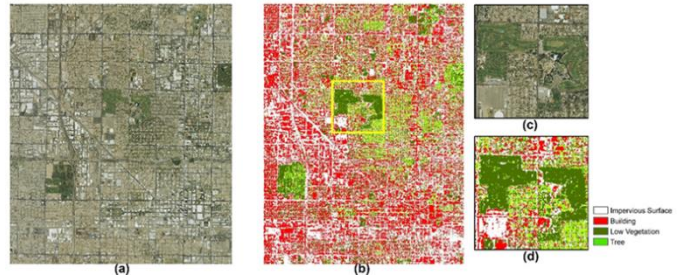 (a)
(b)
(c)
(d)
Impervious Surface
Building
Low Vegetation
Tree